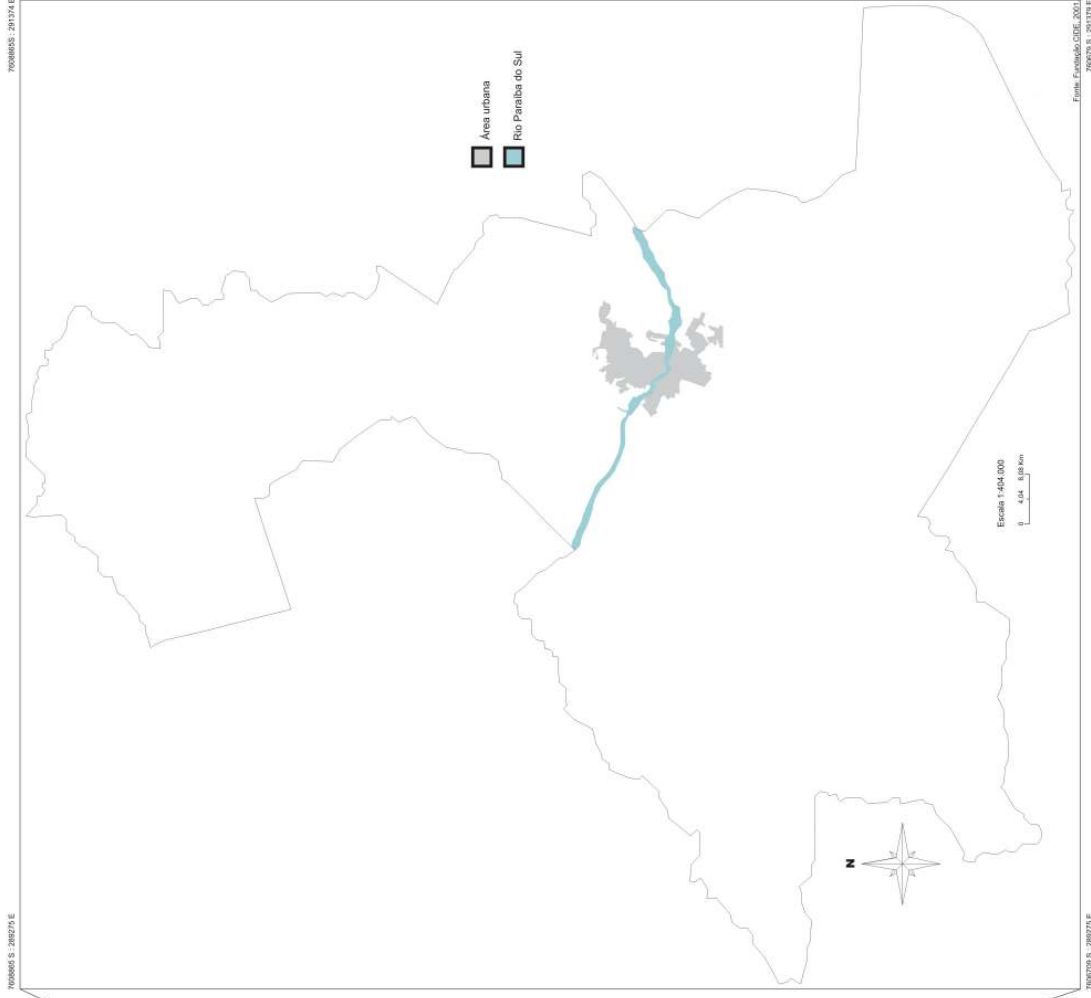 7608865 S : 289275 E
7608865S : 291374 E
Área urbana
Rio Paraíba do Sul
N
Escala 1:404.000
0 4,04 8,08 Km
Fonte: Fundação CIDE, 2001